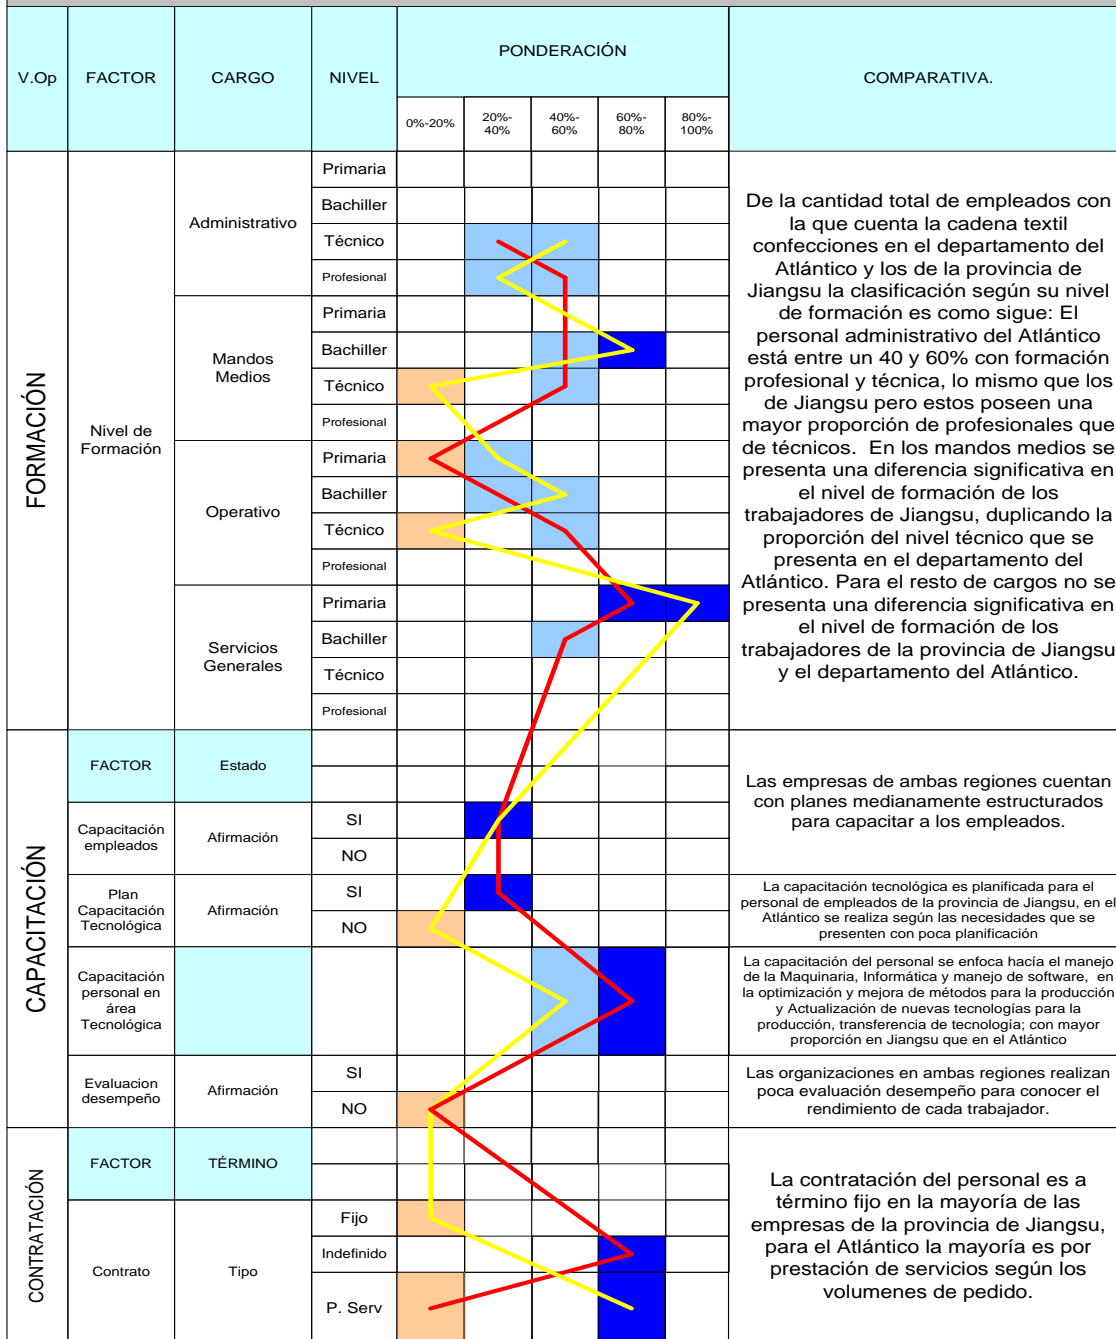 V.Op
FACTOR
CARGO
NIVEL
PONDERACIÓN
COMPARATIVA.
0%-20%
20%-
40%
40%-
60%
60%-
80%
80%-
100%
FORMACIÓN
Nivel de
Formación
Administrativo
Primaria
Bachiller
Técnico
Profesional
Mandos
Medios
Primaria
Bachiller
Técnico
Profesional
Operativo
Primaria
Bachiller
Técnico
Profesional
Servicios
Generales
Primaria
Bachiller
Técnico
Profesional
De la cantidad total de empleados con
la que cuenta la cadena textil
confecciones en el departamento del
Atlántico y los de la provincia de
Jiangsu la clasificación según su nivel
de formación es como sigue: El
personal administrativo del Atlántico
está entre un 40 y 60% con formación
profesional y técnica, lo mismo que los
de Jiangsu pero estos poseen una
mayor proporción de profesionales que
de técnicos. En los mandos medios se
presenta una diferencia significativa en
el nivel de formación de los
trabajadores de Jiangsu, duplicando la
proporción del nivel técnico que se
presenta en el departamento del
Atlántico. Para el resto de cargos no se
presenta una diferencia significativa en
el nivel de formación de los
trabajadores de la provincia de Jiangsu
y el departamento del Atlántico.
CAPACITACIÓN
FACTOR
Estado
Capacitación
empleados
Afirmación
SI
NO
Las empresas de ambas regiones cuentan
con planes medianamente estructurados
para capacitar a los empleados.
Plan
Capacitación
Tecnológica
Afirmación
SI
NO
La capacitación tecnológica es planificada para el
personal de empleados de la provincia de Jiangsu, en el
Atlántico se realiza según las necesidades que se
presenten con poca planificación
Capacitación
personal en
área
Tecnológica
La capacitación del personal se enfoca hacía el manejo
de la Maquinaria, Informática y manejo de software, en
la optimización y mejora de métodos para la producción
y Actualización de nuevas tecnologías para la
producción, transferencia de tecnología; con mayor
proporción en Jiangsu que en el Atlántico
Evaluacion
desempeño
Afirmación
SI
NO
Las organizaciones en ambas regiones realizan
poca evaluación desempeño para conocer el
rendimiento de cada trabajador.
CONTRATACIÓN
FACTOR
TÉRMINO
Contrato
Tipo
Fijo
Indefinido
P. Serv
La contratación del personal es a
término fijo en la mayoría de las
empresas de la provincia de Jiangsu,
para el Atlántico la mayoría es por
prestación de servicios según los
volumenes de pedido.